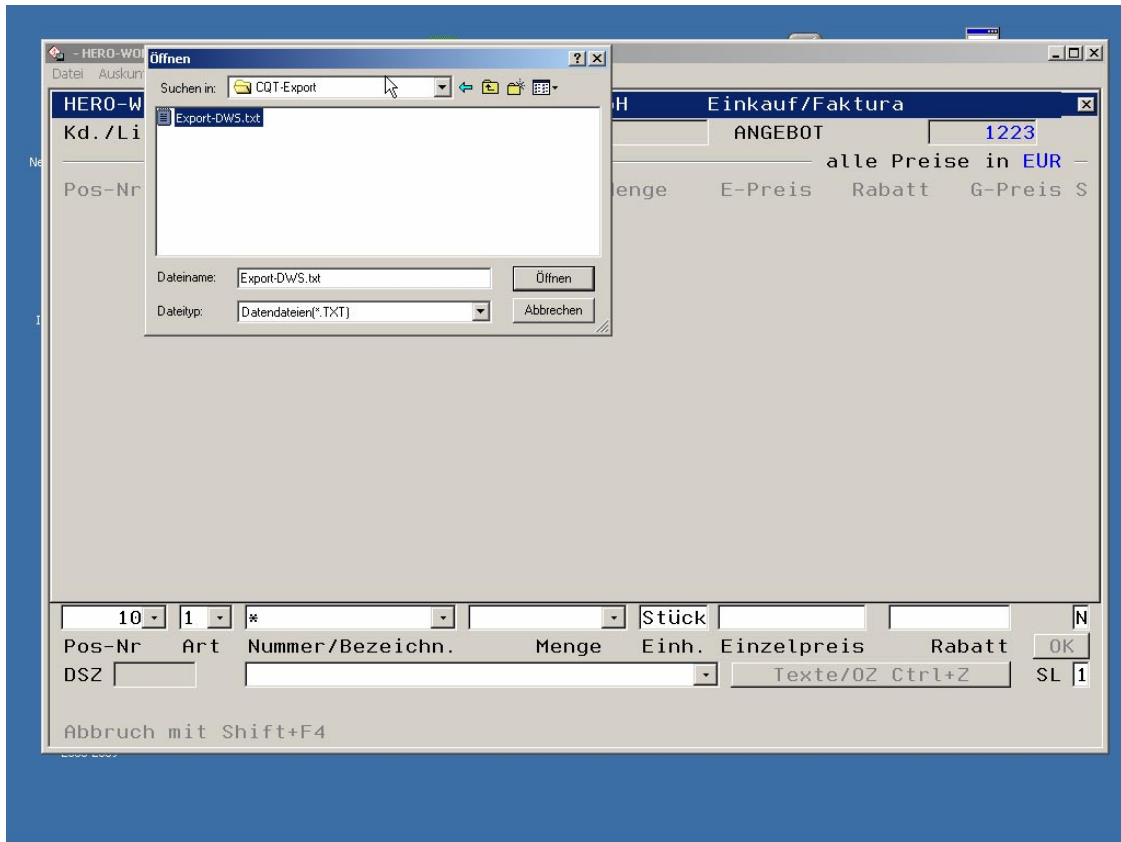 - HERO-WO
Datei Auskun
Öffnen
Suchen in: CQT-Export
Export-DWS.txt
Dateiname: Export-DWS.txt Öffnen
Dateityp: Datendateien(*.TXT) Abbrechen
HERO-W H Einkauf/Faktura
Kd./Li ANGEBOT 1223
alle Preise in EUR
Pos-Nr enge E-Preis Rabatt G-Preis S
Ne
I
10 1 * Stück N
Pos-Nr Art Nummer/Bezeichn. Menge Einh. Einzelpreis Rabatt OK
DSZ Texte/OZ Ctrl+Z SL 1
Abbruch mit Shift+F4